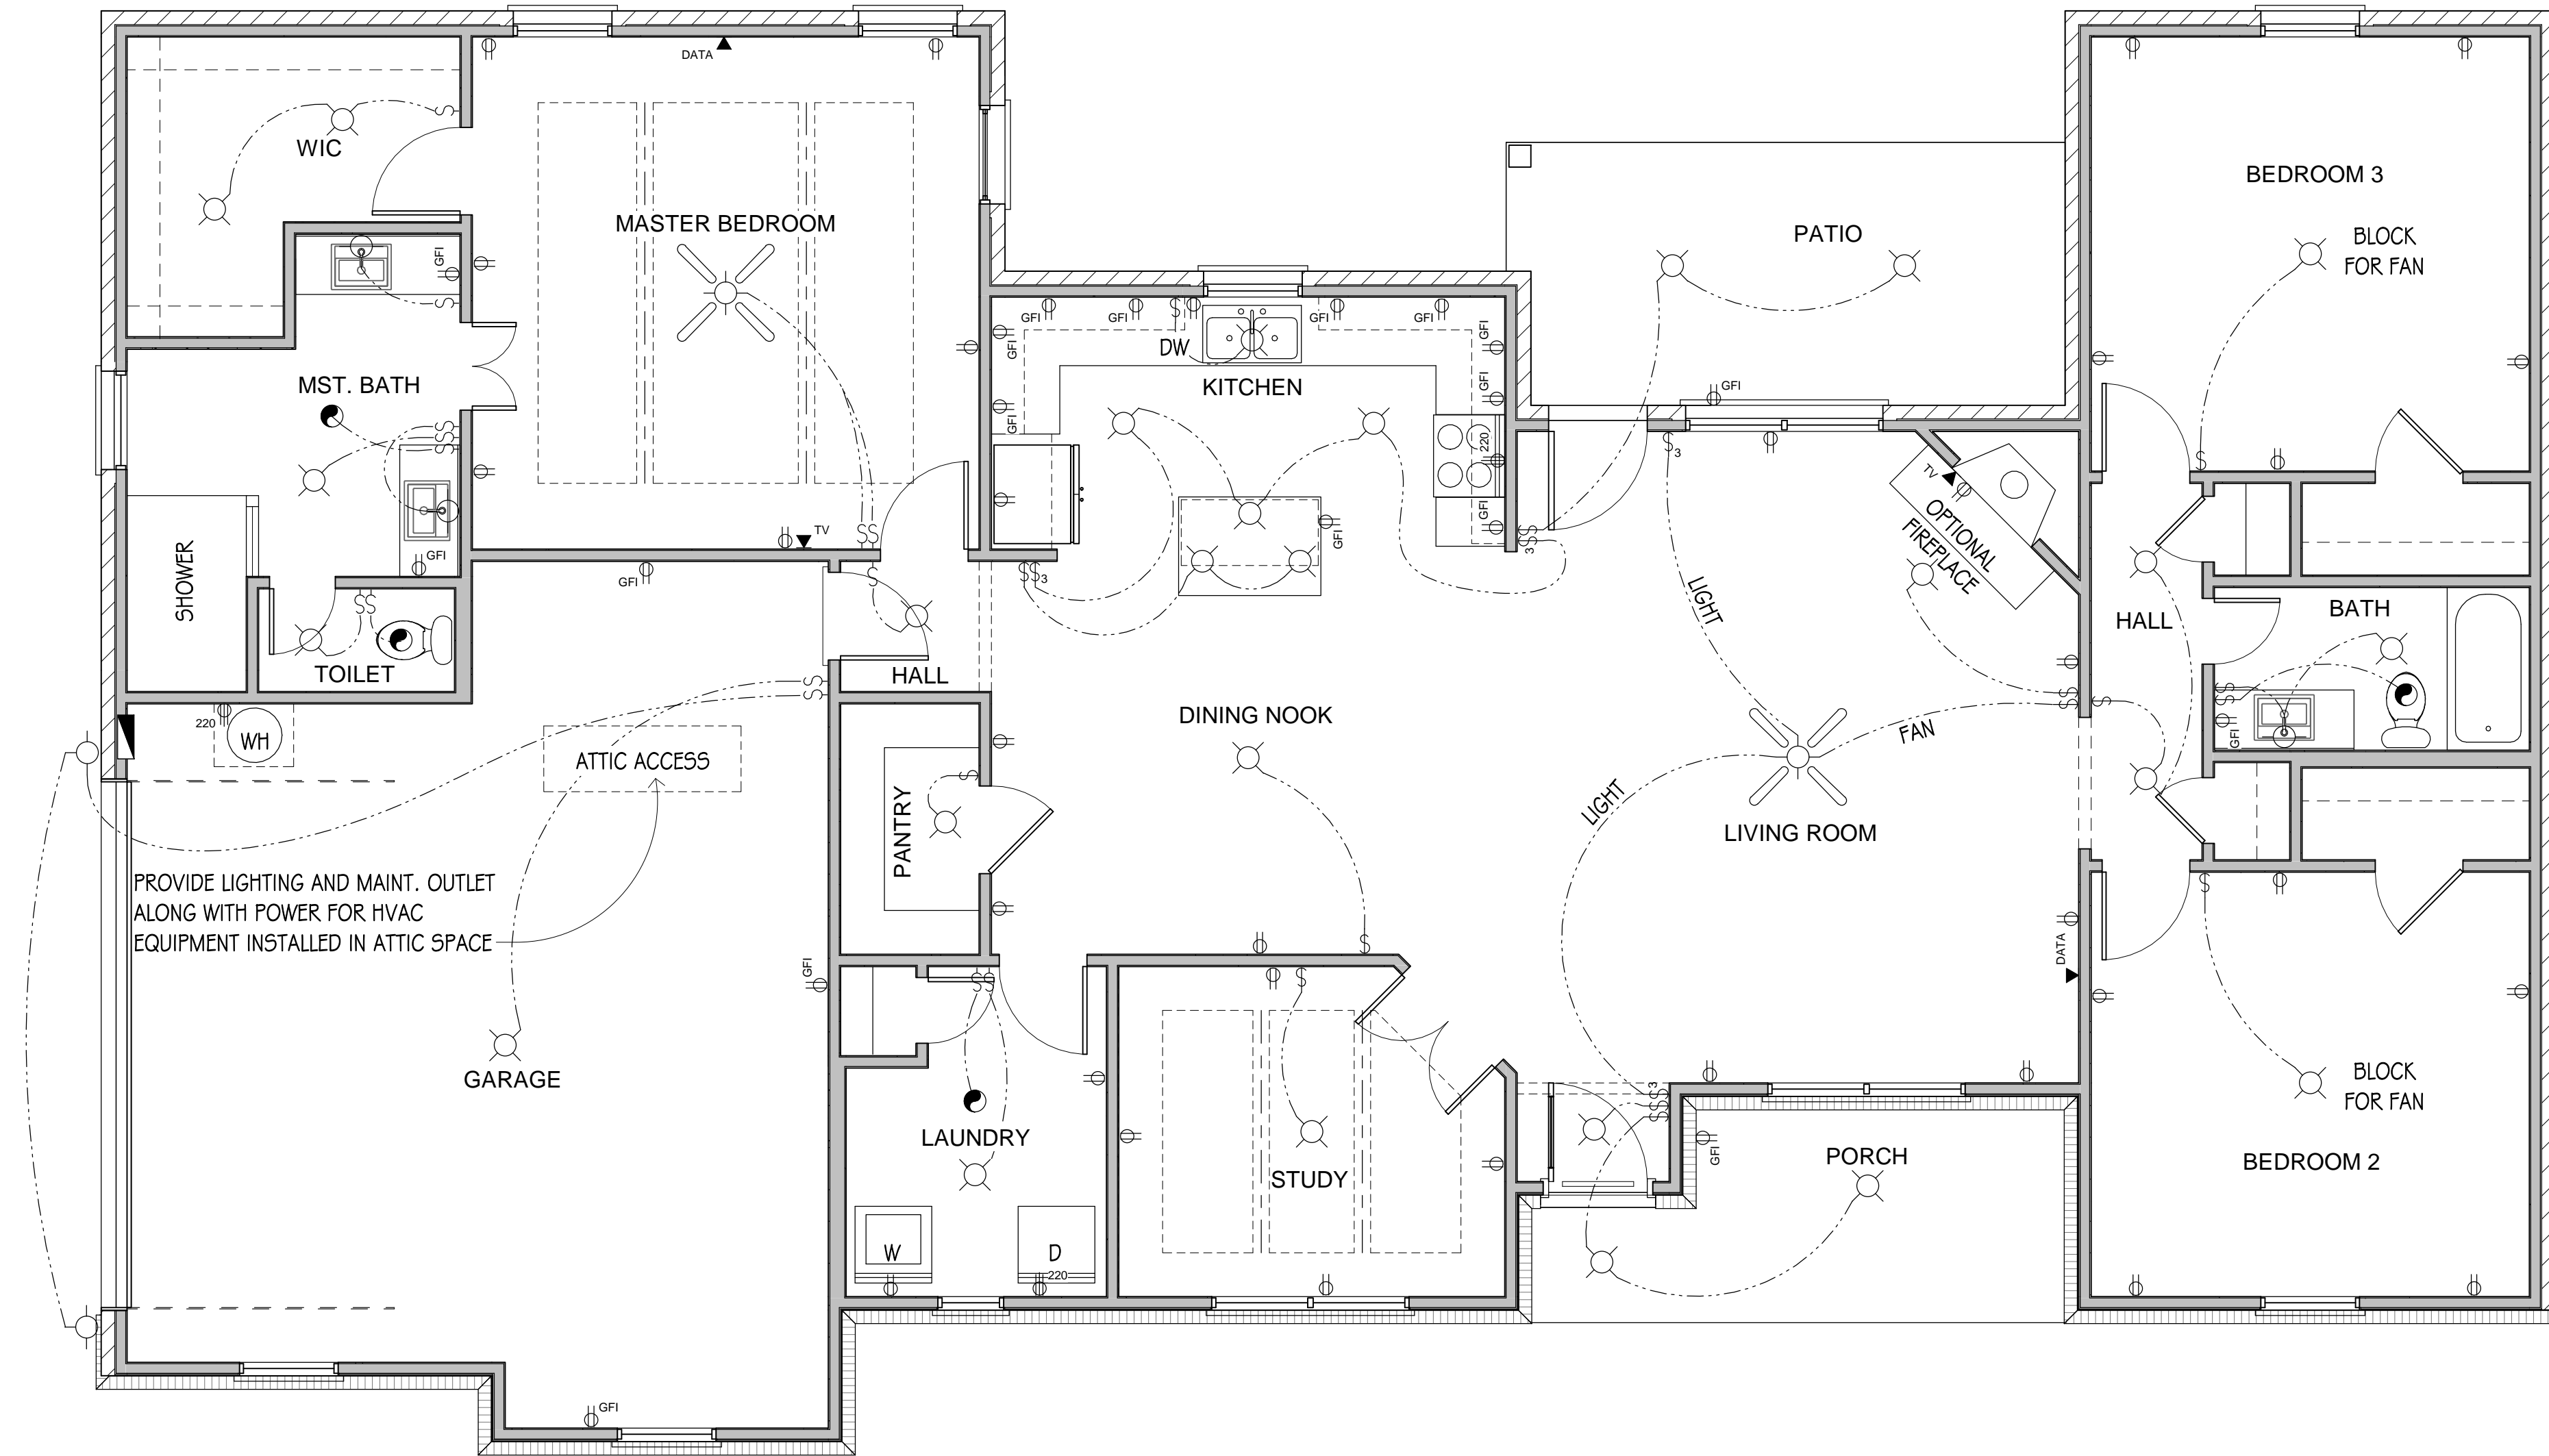 DATA
WIC
MASTER BEDROOM
GFI
MST. BATH
GFI
SHOWER
TOILET
TV
GFI
HALL
220
WH
ATTIC ACCESS
PROVIDE LIGHTING AND MAINT. OUTLET
ALONG WITH POWER FOR HVAC
EQUIPMENT INSTALLED IN ATTIC SPACE
GARAGE
GFI
GFI
GFI
GFI
GFI
GFI
GFI
GFI
DW
KITCHEN
GFI
GFI
220
GFI
GFI
S
S
3
S
S
3
PATIO
GFI
S
3
TV
OPTIONAL
FIREPLACE
LIGHT
DINING NOOK
FAN
LIGHT
LIVING ROOM
DATA
PANTRY
LAUNDRY
W
D
220
STUDY
3
GFI
PORCH
BEDROOM 3
BLOCK
FOR FAN
HALL
BATH
GFI
BLOCK
FOR FAN
BEDROOM 2